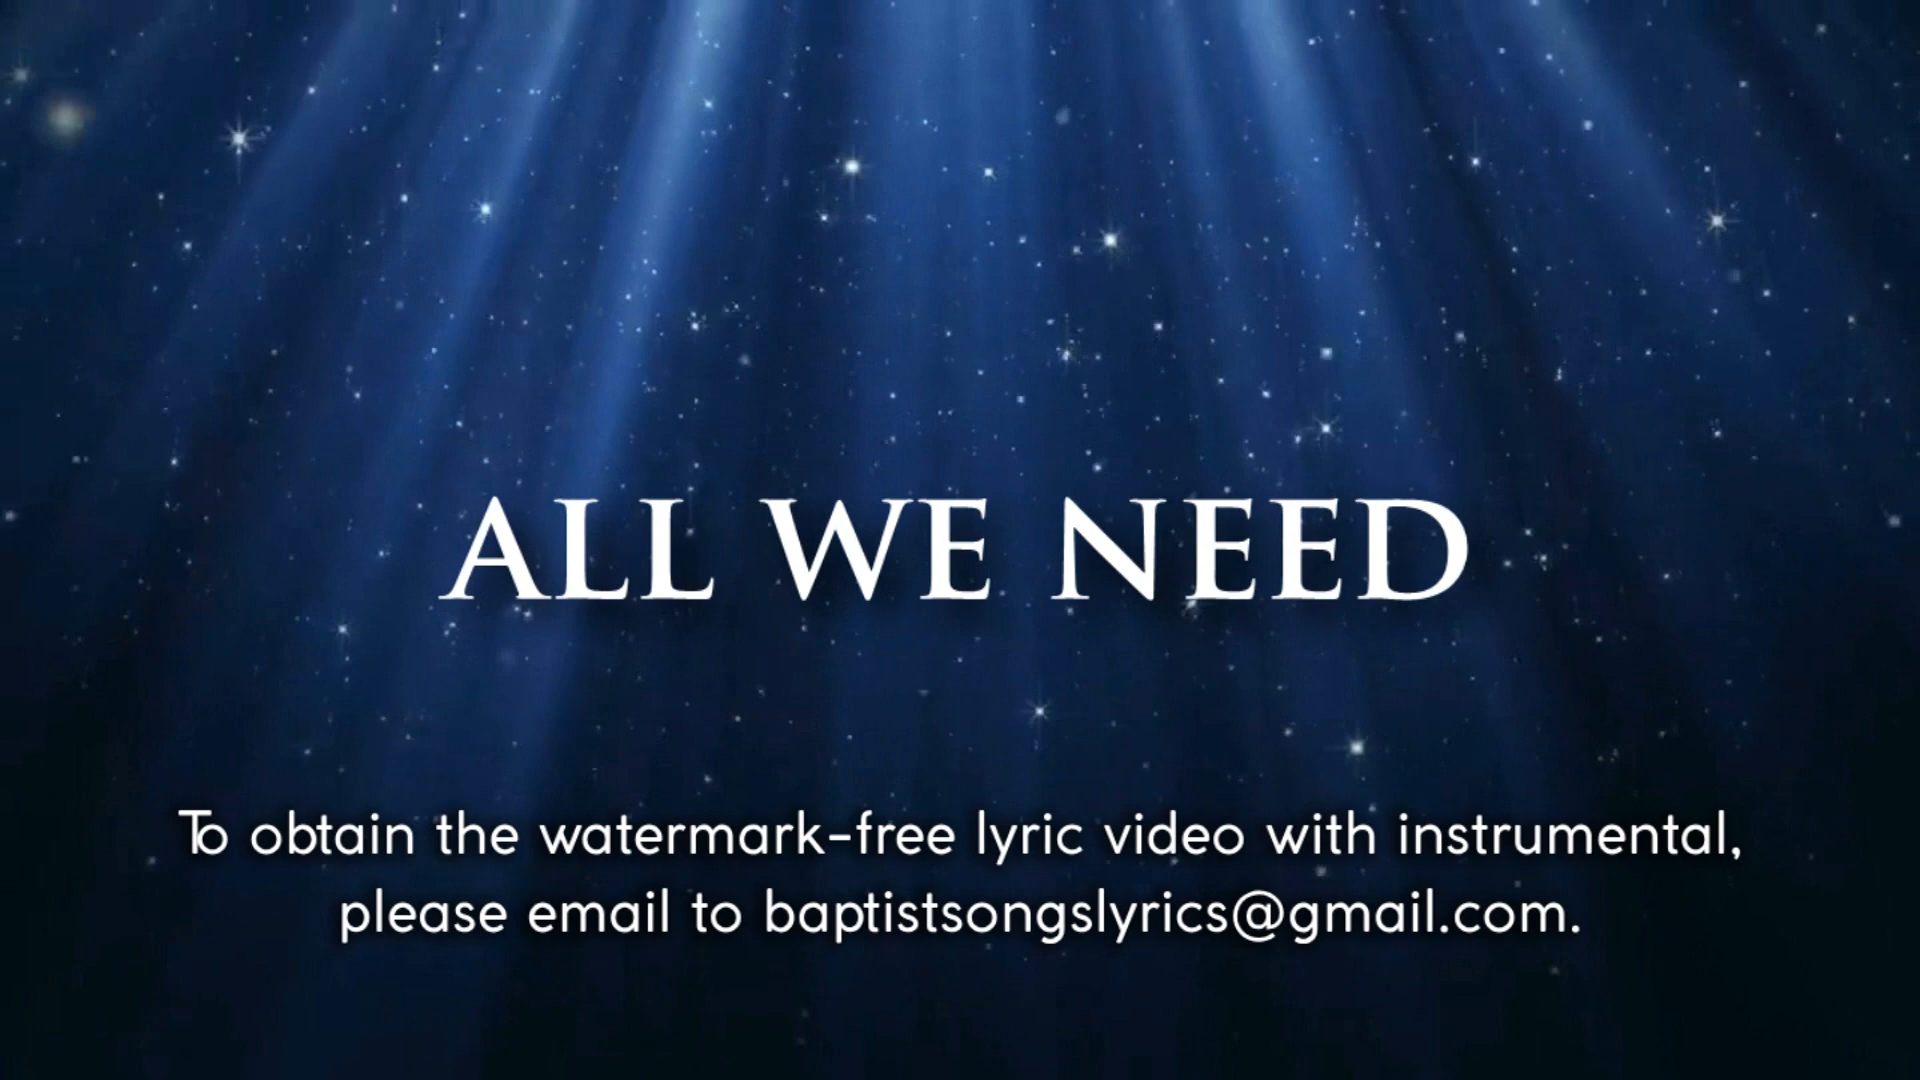 ALL WE NEED
To obtain the watermark-free lyric video with instrumental,
please email to baptistsongslyrics@gmail.com.